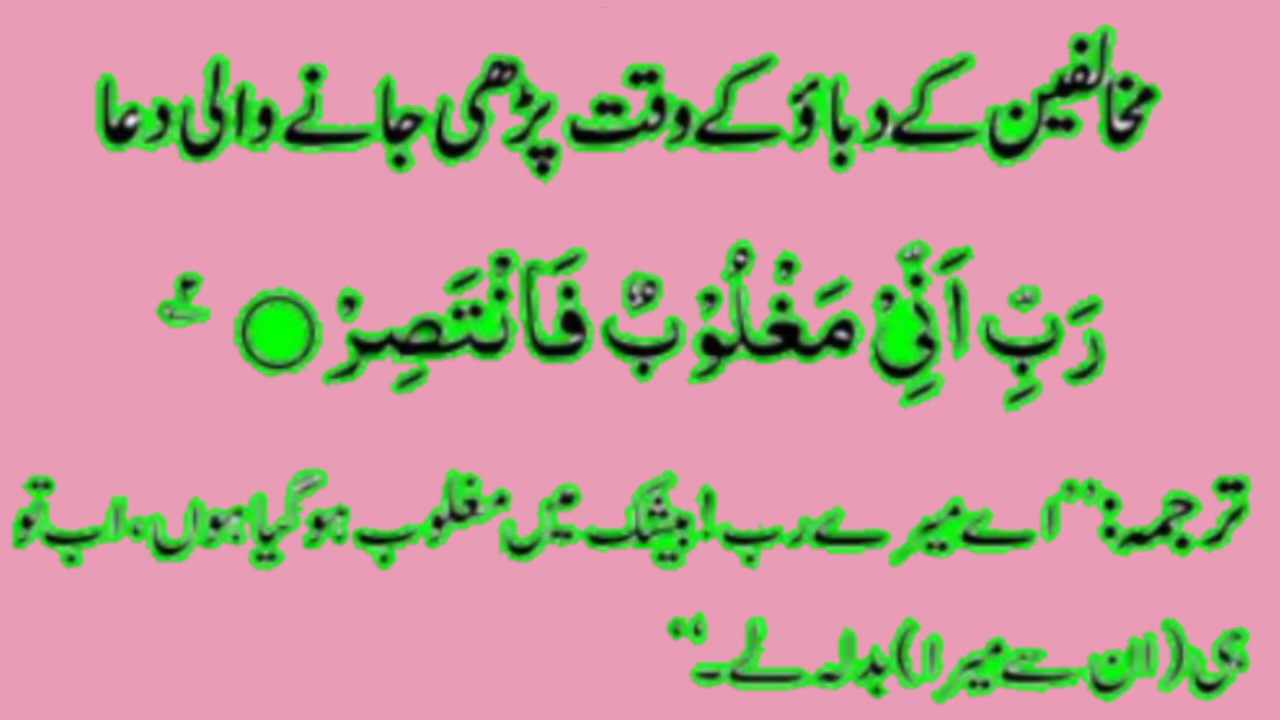 مخالفین کے دباؤ کے وقت پڑھی جانے والی دعا
رَبِّ اَنِّیْ مَغْلُوْبٌ فَاَنْتَصِرْ
ترجمہ: ’’اے میرے رب! بیشک میں مغلوب ہو گیا ہوں، اب تو
ہی (ان سے میرا) بدلہ لے۔‘‘